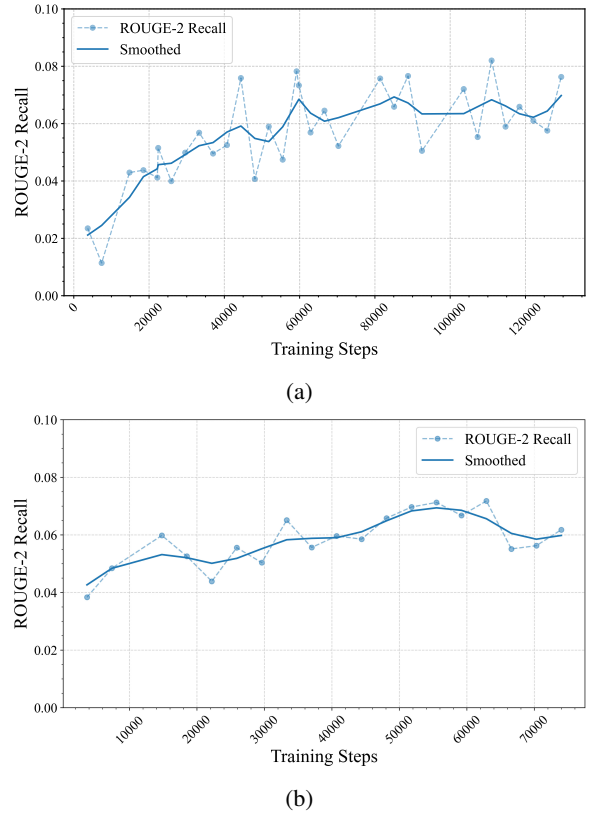 0.10
ROUGE-2 Recall
Smoothed
0.08
0.06
0.04
0.02
0.00
ROUGE-2 Recall
0
20000
40000
60000
80000
100000
120000
Training Steps
(a)
0.10
ROUGE-2 Recall
Smoothed
0.08
0.06
0.04
0.02
0.00
ROUGE-2 Recall
10000
20000
30000
40000
50000
60000
70000
Training Steps
(b)